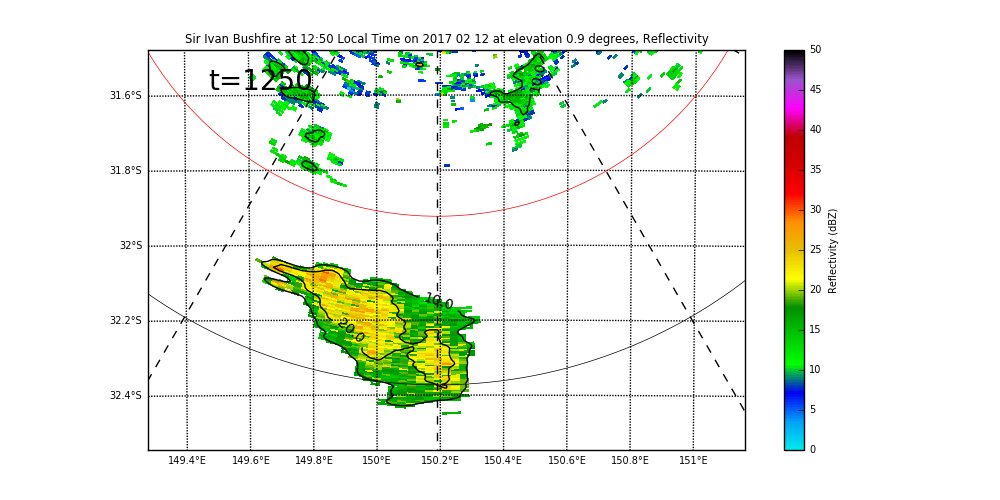 Sir Ivan Bushfire at 12:50 Local Time on 2017 02 12 at elevation 0.9 degrees, Reflectivity
t=1250
31.6°S
31.8°S
32°S
32.2°S
32.4°S
10.0
20.0
149.4°E 149.6°E 149.8°E 150°E 150.2°E 150.4°E 150.6°E 150.8°E 151°E
50
45
40
35
30
25
20
15
10
5
0
Reflectivity (dBZ)